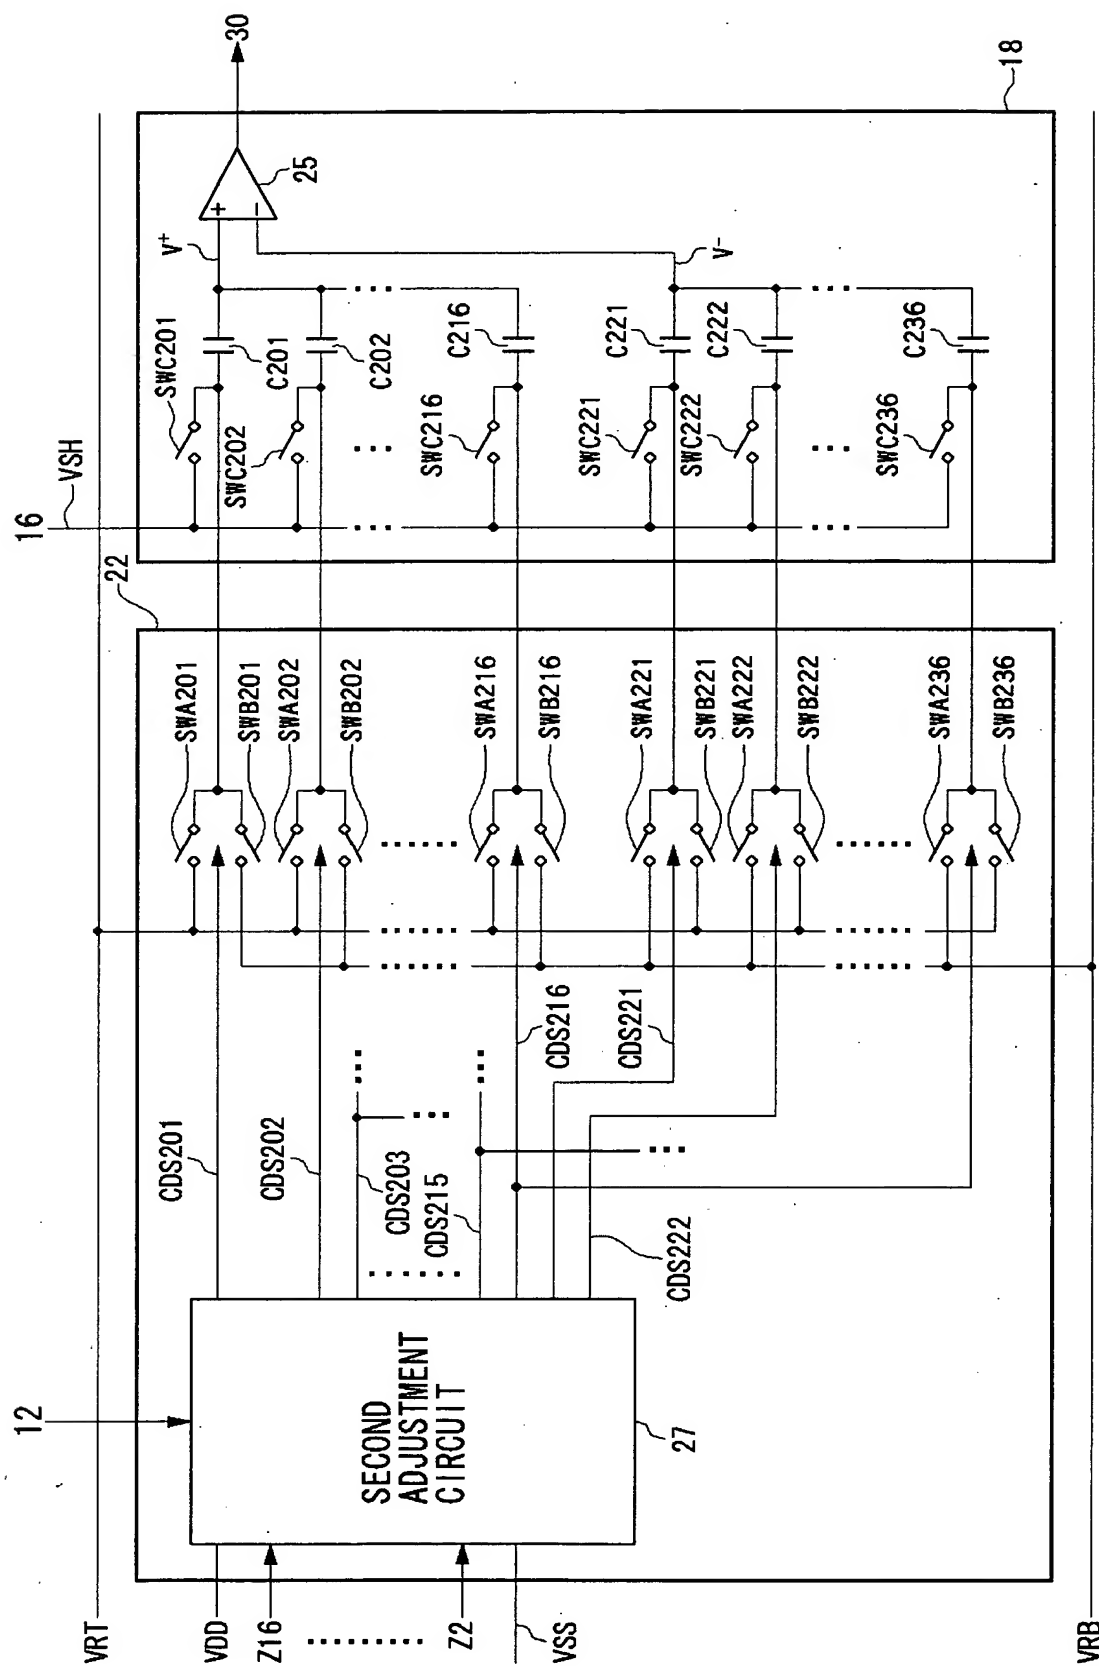 30
18
25
V+
V-
SWC201
C201
SWC202
C202
SWC216
C216
SWC221
C221
SWC222
C222
SWC236
C236
16
VSH
22
SWA201
SWB201
SWA202
SWB202
SWA216
SWB216
SWA221
SWB221
SWA222
SWB222
SWA236
SWB236
CDS201
CDS202
CDS203
CDS215
CDS216
CDS221
CDS222
12
SECOND
ADJUSTMENT
CIRCUIT
27
VRT
VDD
Z16
Z2
VSS
VRB
+
−